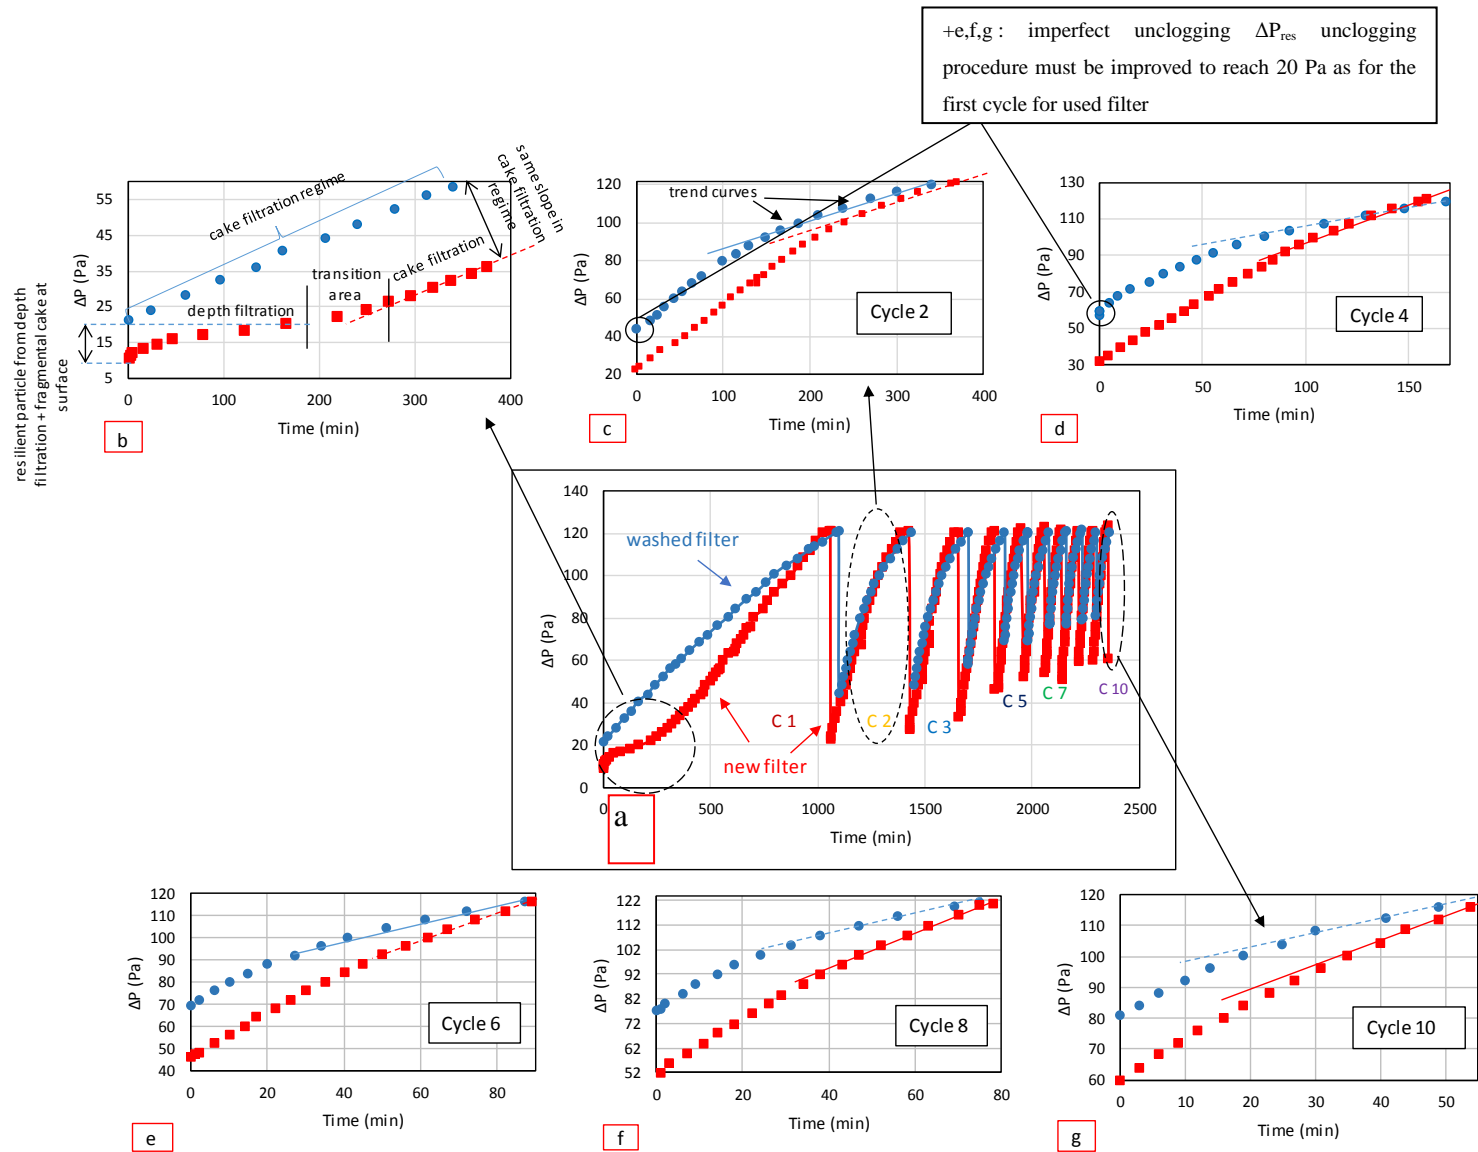 +e,f,g : imperfect unclogging ΔPres unclogging
procedure must be improved to reach 20 Pa as for the
first cycle for used filter
resilient particle from depth
filtration + fragmental cake at
surface
ΔP (Pa)
55
45
35
25
15
5
cake filtration regime
same slope in
cake filtration
regime
depth filtration
transition
area
cake filtration
0
100
200
300
400
Time (min)
b
ΔP (Pa)
120
100
80
60
40
20
trend curves
Cycle 2
0
100
200
300
400
Time (min)
c
ΔP (Pa)
130
110
90
70
50
30
Cycle 4
0
50
100
150
Time (min)
d
ΔP (Pa)
140
120
100
80
60
40
20
0
washed filter
new filter
C 1
C 2
C 3
C 5
C 7
C 10
0
500
1000
1500
2000
2500
Time (min)
a
ΔP (Pa)
120
110
100
90
80
70
60
50
40
Cycle 6
0
20
40
60
80
Time (min)
e
ΔP (Pa)
122
112
102
92
82
72
62
52
Cycle 8
0
20
40
60
80
Time (min)
f
ΔP (Pa)
120
110
100
90
80
70
60
Cycle 10
0
10
20
30
40
50
Time (min)
g